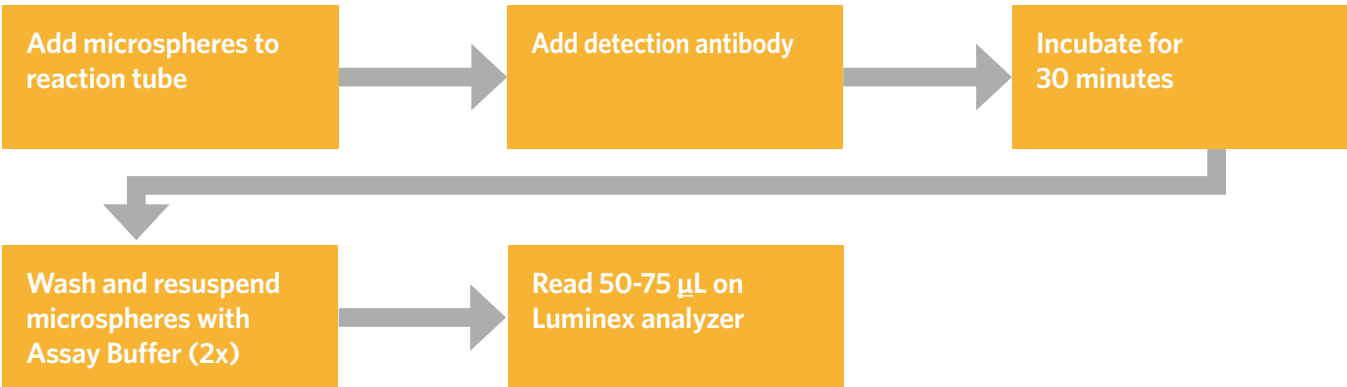 Add microspheres to
reaction tube
Add detection antibody
Incubate for
30 minutes
Wash and resuspend
microspheres with
Assay Buffer (2x)
Read 50-75 µL on
Luminex analyzer